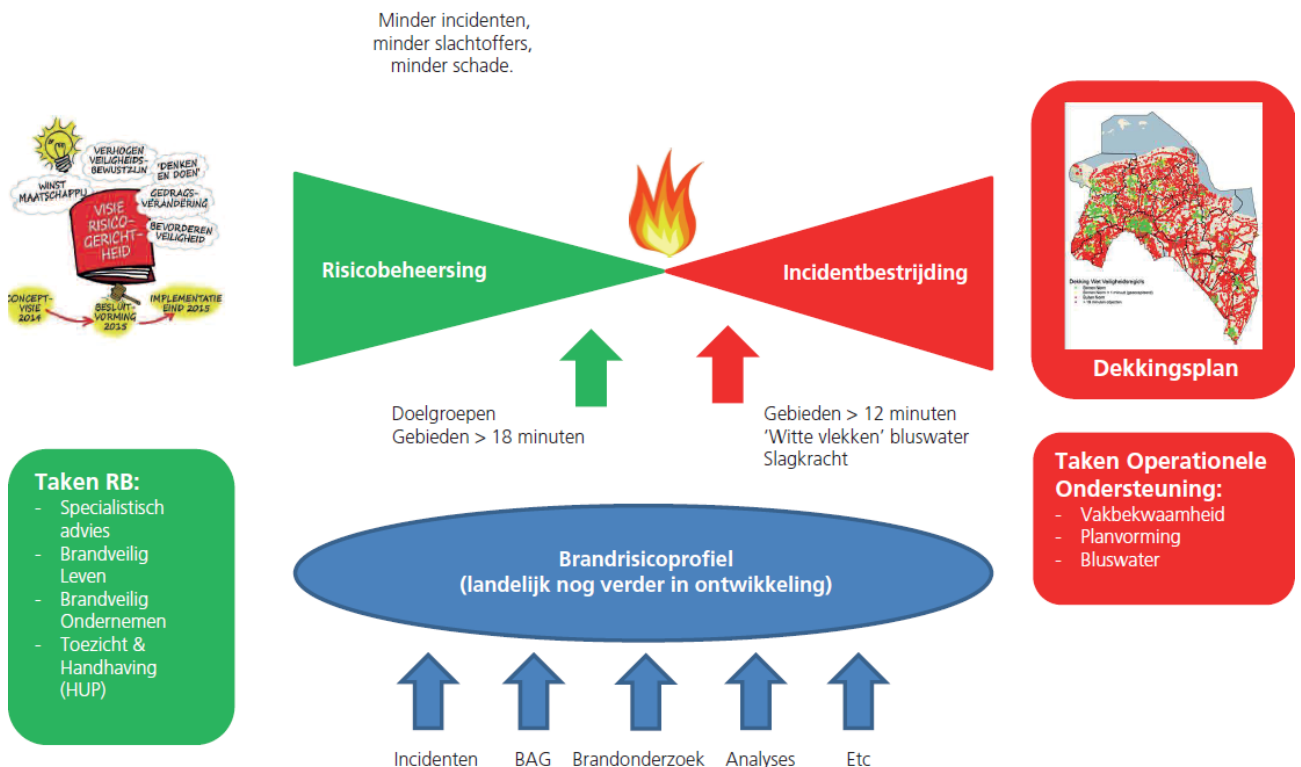 Minder incidenten,
minder slachtoffers,
minder schade.
VERHOGEN
VEILIGHEIDS-
BEWUSTZIJN
'DENKEN
EN DOEN'
WINST
MAATSCHAPPIJ
GEDRAGS-
VERANDERING
BEVORDEREN
VEILIGHEID
VISIE
RISICO-
GERICHT-
HEID
CONCEPT-
VISIE
2014
BESLUIT-
VORMING
2015
IMPLEMENTATIE
EIND 2015
Risicobeheersing
Incidentbestrijding
Dekking Vier Veiligheidsregio's
Dekkingsplan
Doelgroepen
Gebieden > 18 minuten
Gebieden > 12 minuten
'Witte vlekken' bluswater
Slagkracht
Taken RB:
- Specialistisch
advies
- Brandveilig
Leven
- Brandveilig
Ondernemen
- Toezicht &
Handhaving
(HUP)
Brandrisicoprofiel
(landelijk nog verder in ontwikkeling)
Taken Operationele
Ondersteuning:
- Vakbekwaamheid
- Planvorming
- Bluswater
Incidenten
BAG
Brandonderzoek
Analyses
Etc